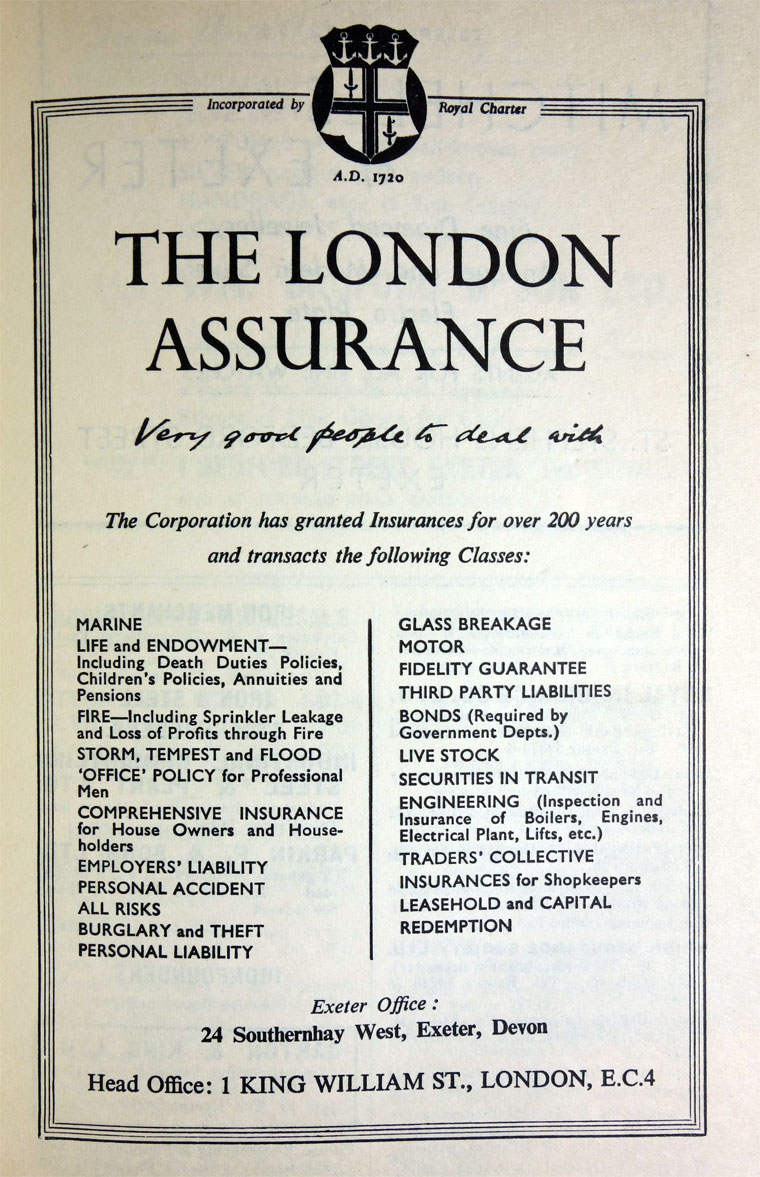 Incorporated by Royal Charter
A.D. 1720
THE LONDON
ASSURANCE
Very good people to deal with
The Corporation has granted Insurances for over 200 years
and transacts the following Classes:
MARINE
LIFE and ENDOWMENT—
Including Death Duties Policies,
Children's Policies, Annuities and
Pensions
FIRE—Including Sprinkler Leakage
and Loss of Profits through Fire
STORM, TEMPEST and FLOOD
'OFFICE' POLICY for Professional
Men
COMPREHENSIVE INSURANCE
for House Owners and House-
holders
EMPLOYERS' LIABILITY
PERSONAL ACCIDENT
ALL RISKS
BURGLARY and THEFT
PERSONAL LIABILITY
GLASS BREAKAGE
MOTOR
FIDELITY GUARANTEE
THIRD PARTY LIABILITIES
BONDS (Required by
Government Depts.)
LIVE STOCK
SECURITIES IN TRANSIT
ENGINEERING (Inspection and
Insurance of Boilers, Engines,
Electrical Plant, Lifts, etc.)
TRADERS' COLLECTIVE
INSURANCES for Shopkeepers
LEASEHOLD and CAPITAL
REDEMPTION
Exeter Office :
24 Southernhay West, Exeter, Devon
Head Office: 1 KING WILLIAM ST., LONDON, E.C.4